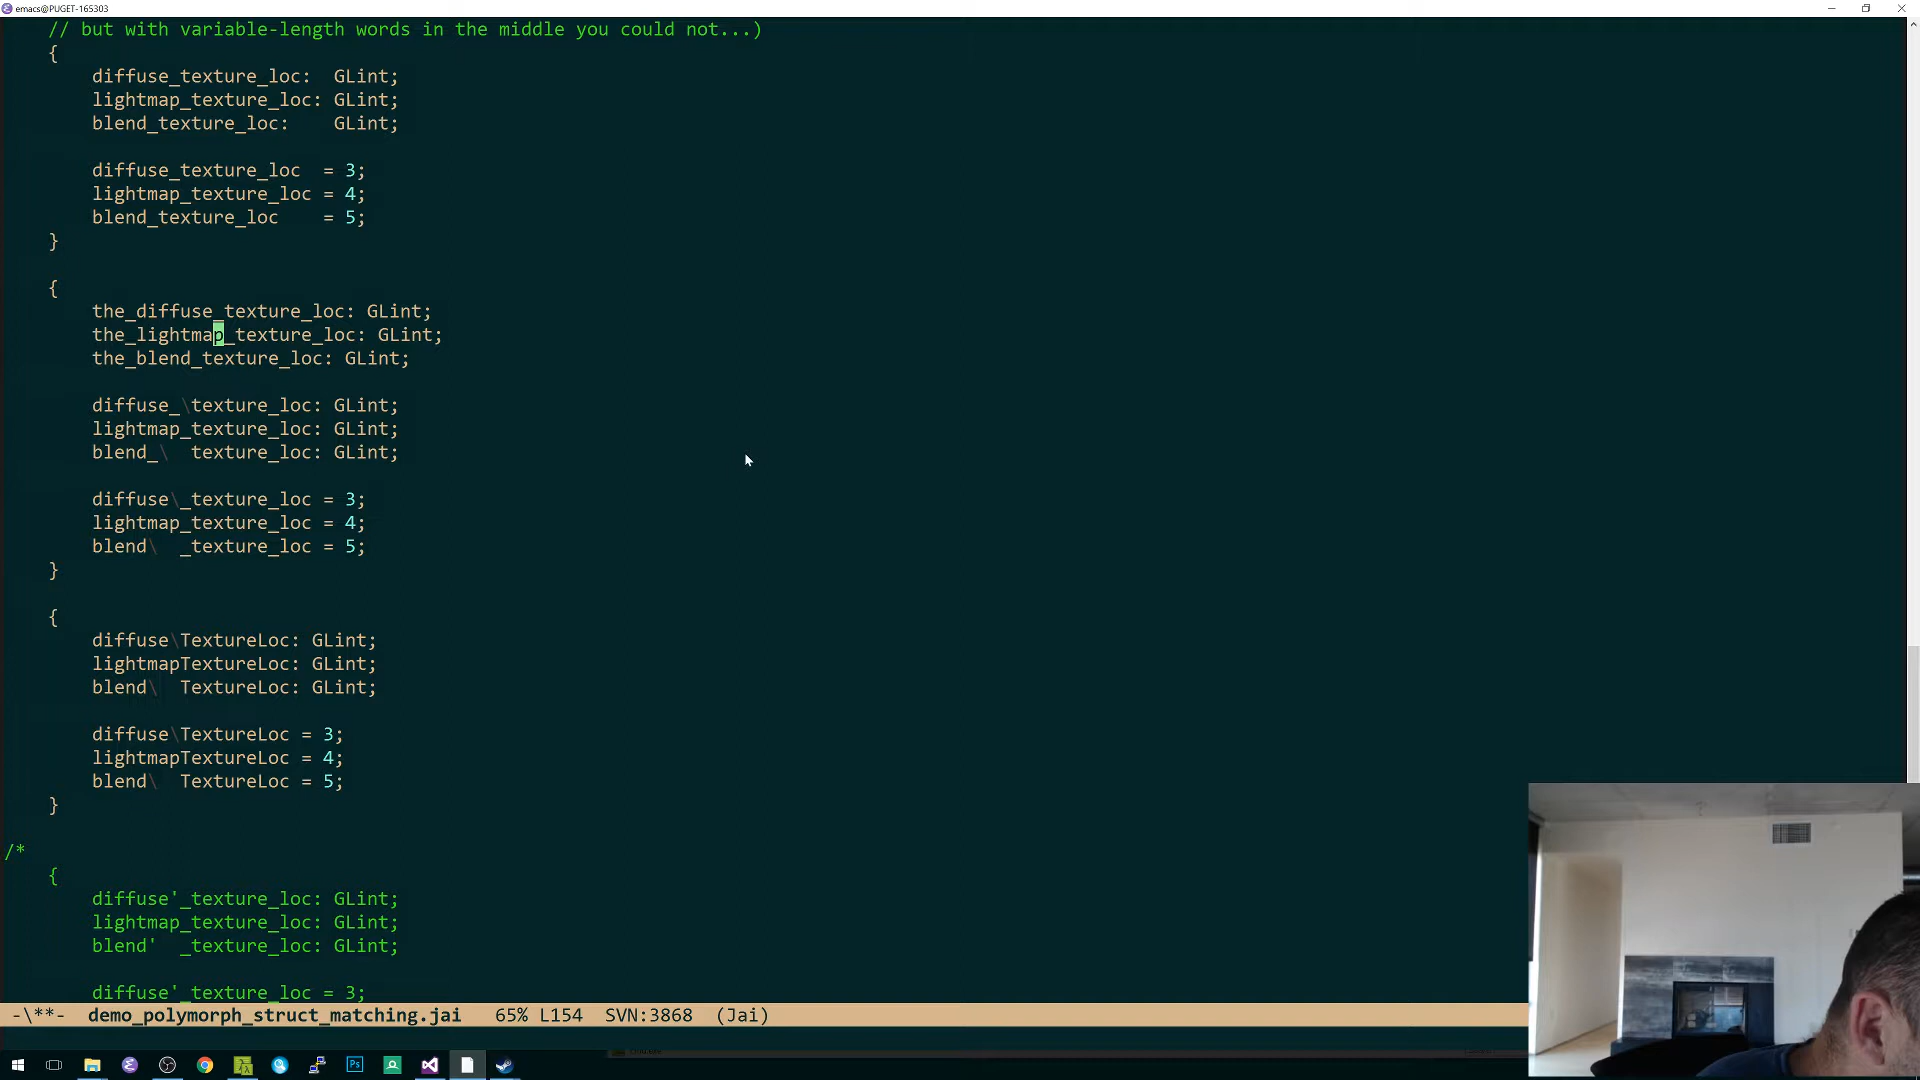 emacs@PUGET-165303
// but with variable-length words in the middle you could not...)
{
diffuse_texture_loc:  GLint;
lightmap_texture_loc: GLint;
blend_texture_loc:    GLint;
diffuse_texture_loc  = 3;
lightmap_texture_loc = 4;
blend_texture_loc    = 5;
}
{
the_diffuse_texture_loc: GLint;
the_lightmap_texture_loc: GLint;
the_blend_texture_loc: GLint;
diffuse_\texture_loc: GLint;
lightmap_texture_loc: GLint;
blend_\  texture_loc: GLint;
diffuse\_texture_loc = 3;
lightmap_texture_loc = 4;
blend\  _texture_loc = 5;
}
{
diffuse\TextureLoc: GLint;
lightmapTextureLoc: GLint;
blend\  TextureLoc: GLint;
diffuse\TextureLoc = 3;
lightmapTextureLoc = 4;
blend\  TextureLoc = 5;
}
/*
{
diffuse'_texture_loc: GLint;
lightmap_texture_loc: GLint;
blend'  _texture_loc: GLint;
diffuse'_texture_loc = 3;
-\**-  demo_polymorph_struct_matching.jai   65% L154  SVN:3868  (Jai)
Ps